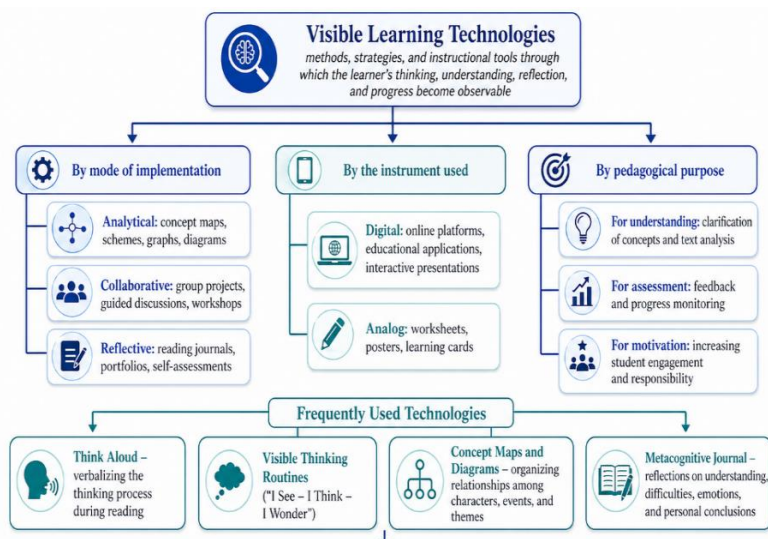 Visible Learning Technologies
methods, strategies, and instructional tools through
which the learner's thinking, understanding, reflection,
and progress become observable
By mode of implementation
Analytical: concept maps,
schemes, graphs, diagrams
Collaborative: group projects,
guided discussions, workshops
Reflective: reading journals,
portfolios, self-assessments
By the instrument used
Digital: online platforms,
educational applications,
interactive presentations
Analog: worksheets,
posters, learning cards
By pedagogical purpose
For understanding: clarification
of concepts and text analysis
For assessment: feedback
and progress monitoring
For motivation: increasing
student engagement
and responsibility
Frequently Used Technologies
Think Aloud –
verbalizing the
thinking process
during reading
Visible Thinking
Routines
("I See – I Think –
I Wonder")
Concept Maps and
Diagrams – organizing
relationships among
characters, events, and
themes
Metacognitive Journal –
reflections on understanding,
difficulties, emotions,
and personal conclusions